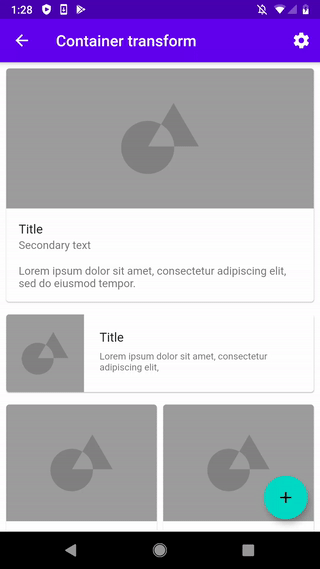 1:28
Container transform
Title
Secondary text
Lorem ipsum dolor sit amet, consectetur adipiscing elit,
sed do eiusmod tempor.
Title
Lorem ipsum dolor sit amet, consectetur
adipiscing elit,